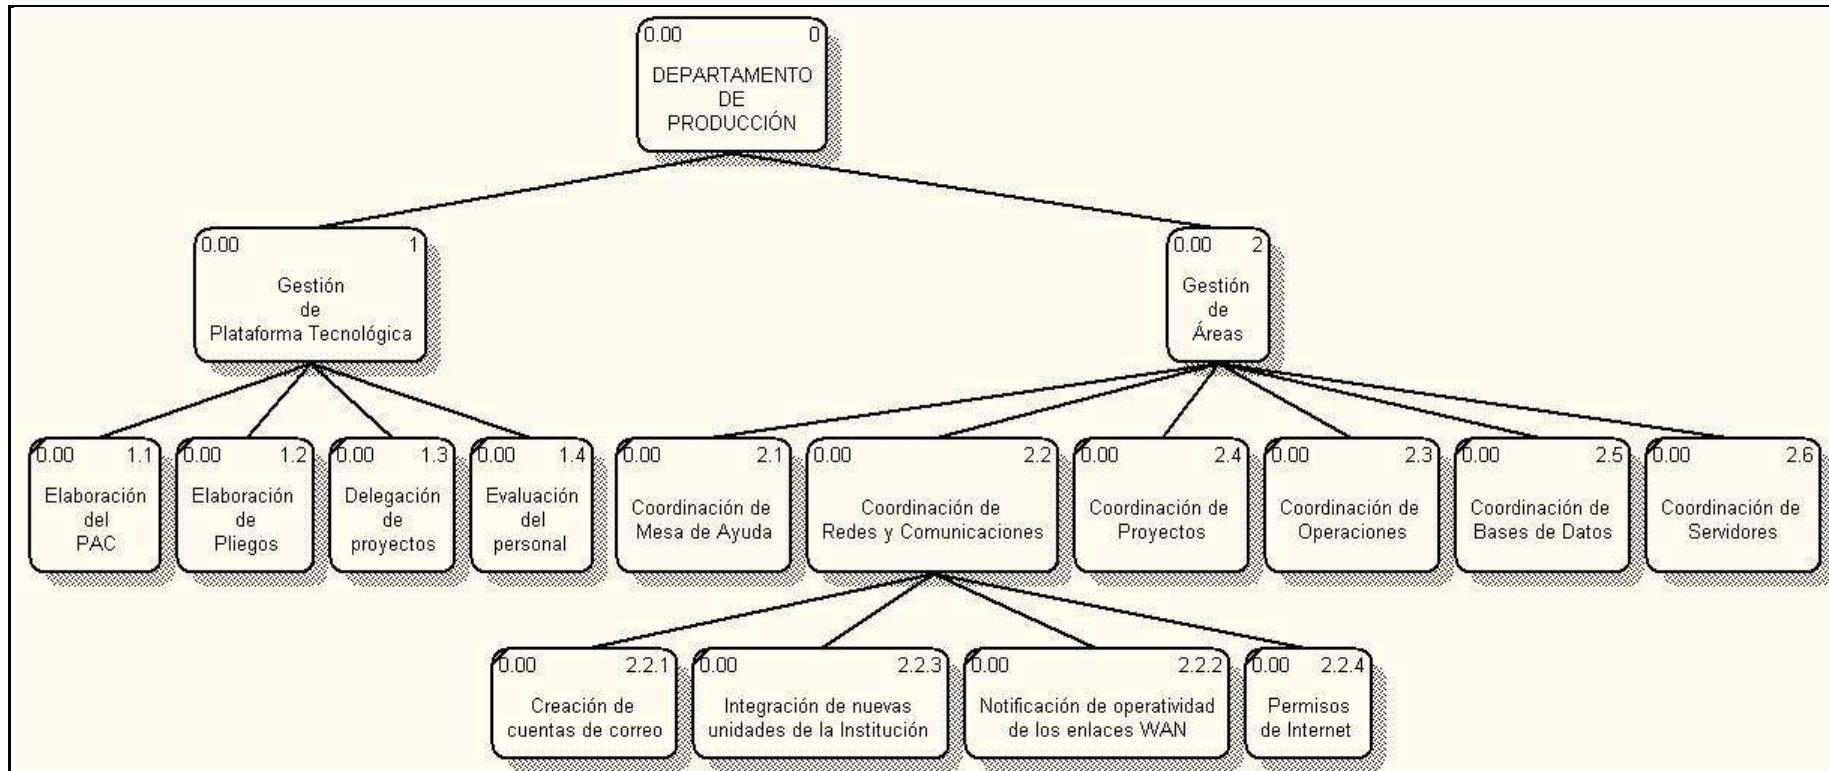 0.00 0
DEPARTAMENTO
DE
PRODUCCIÓN
0.00 1
Gestión
de
Plataforma Tecnológica
0.00 2
Gestión
de
Áreas
0.00 1.1
Elaboración
del
PAC
0.00 1.2
Elaboración
de
Pliegos
0.00 1.3
Delegación
de
proyectos
0.00 1.4
Evaluación
del
personal
0.00 2.1
Coordinación de
Mesa de Ayuda
0.00 2.2
Coordinación de
Redes y Comunicaciones
0.00 2.4
Coordinación de
Proyectos
0.00 2.3
Coordinación de
Operaciones
0.00 2.5
Coordinación de
Bases de Datos
0.00 2.6
Coordinación de
Servidores
0.00 2.2.1
Creación de
cuentas de correo
0.00 2.2.3
Integración de nuevas
unidades de la Institución
0.00 2.2.2
Notificación de operatividad
de los enlaces WAN
0.00 2.2.4
Permisos
de Internet